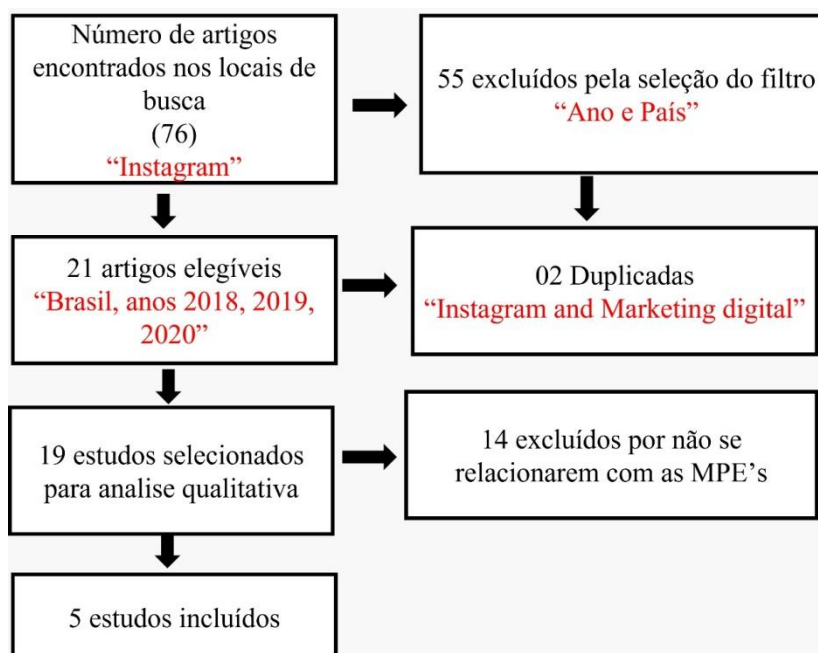 Número de artigos
encontrados nos locais de
busca
(76)
“Instagram”
55 excluídos pela seleção do filtro
“Ano e País”
21 artigos elegíveis
“Brasil, anos 2018, 2019,
2020”
02 Duplicadas
“Instagram and Marketing digital”
19 estudos selecionados
para analise qualitativa
14 excluídos por não se
relacionarem com as MPE’s
5 estudos incluídos